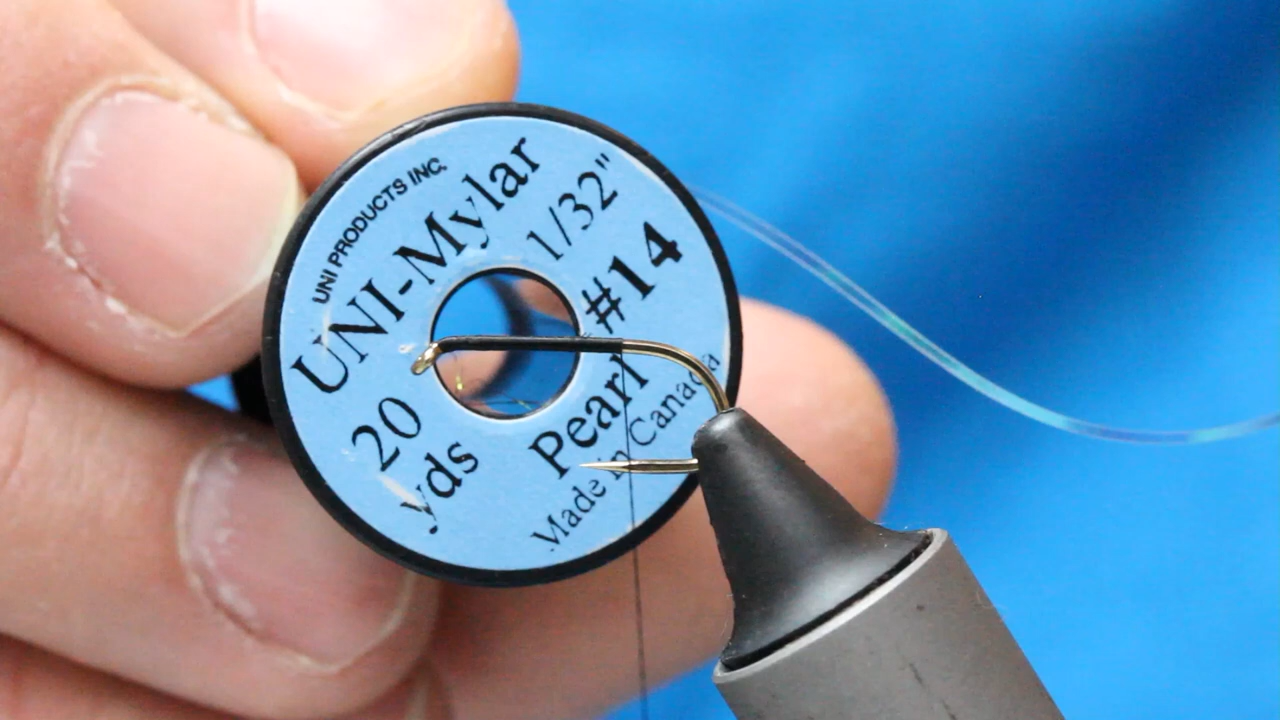 UNI PRODUCTS INC.
UNI-Mylar
1/32"
20 #14
yds Pearl
Made in Canada